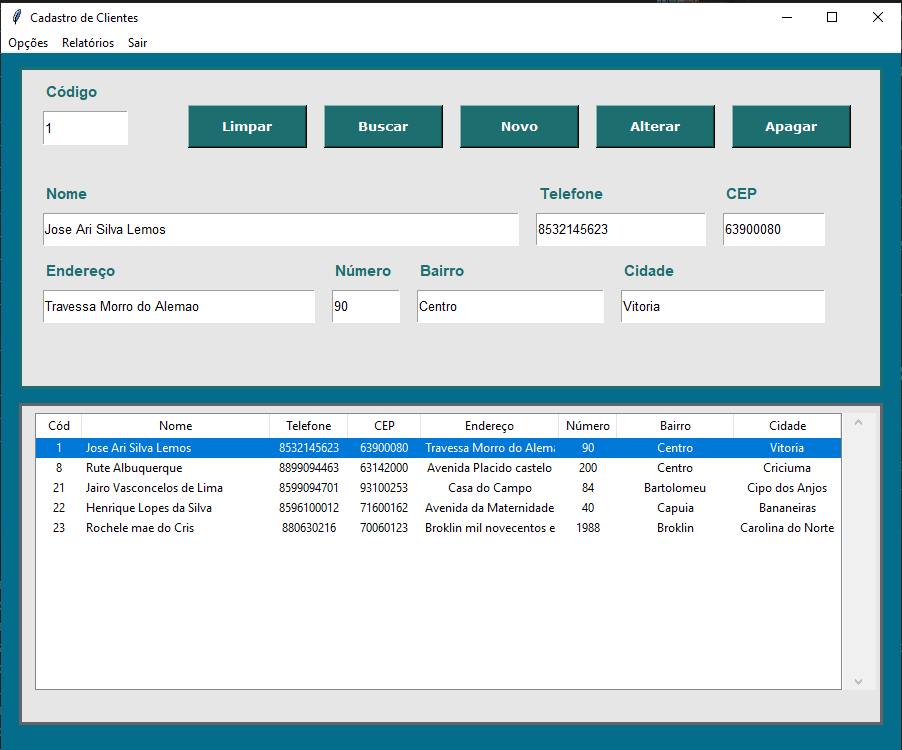 Cadastro de Clientes
Opções Relatórios Sair
Código
1 Limpar Buscar Novo Alterar Apagar
Nome Telefone CEP
Jose Ari Silva Lemos 8532145623 63900080
Endereço Número Bairro Cidade
Travessa Morro do Alemao 90 Centro Vitoria
Cód Nome Telefone CEP Endereço Número Bairro Cidade
1 Jose Ari Silva Lemos 8532145623 63900080 Travessa Morro do Alema 90 Centro Vitoria
8 Rute Albuquerque 8899094463 63142000 Avenida Placido castelo 200 Centro Criciuma
21 Jairo Vasconcelos de Lima 8599094701 93100253 Casa do Campo 84 Bartolomeu Cipo dos Anjos
22 Henrique Lopes da Silva 8596100012 71600162 Avenida da Maternidade 40 Capuia Bananeiras
23 Rochele mae do Cris 880630216 70060123 Broklin mil novecentos e 1988 Broklin Carolina do Norte